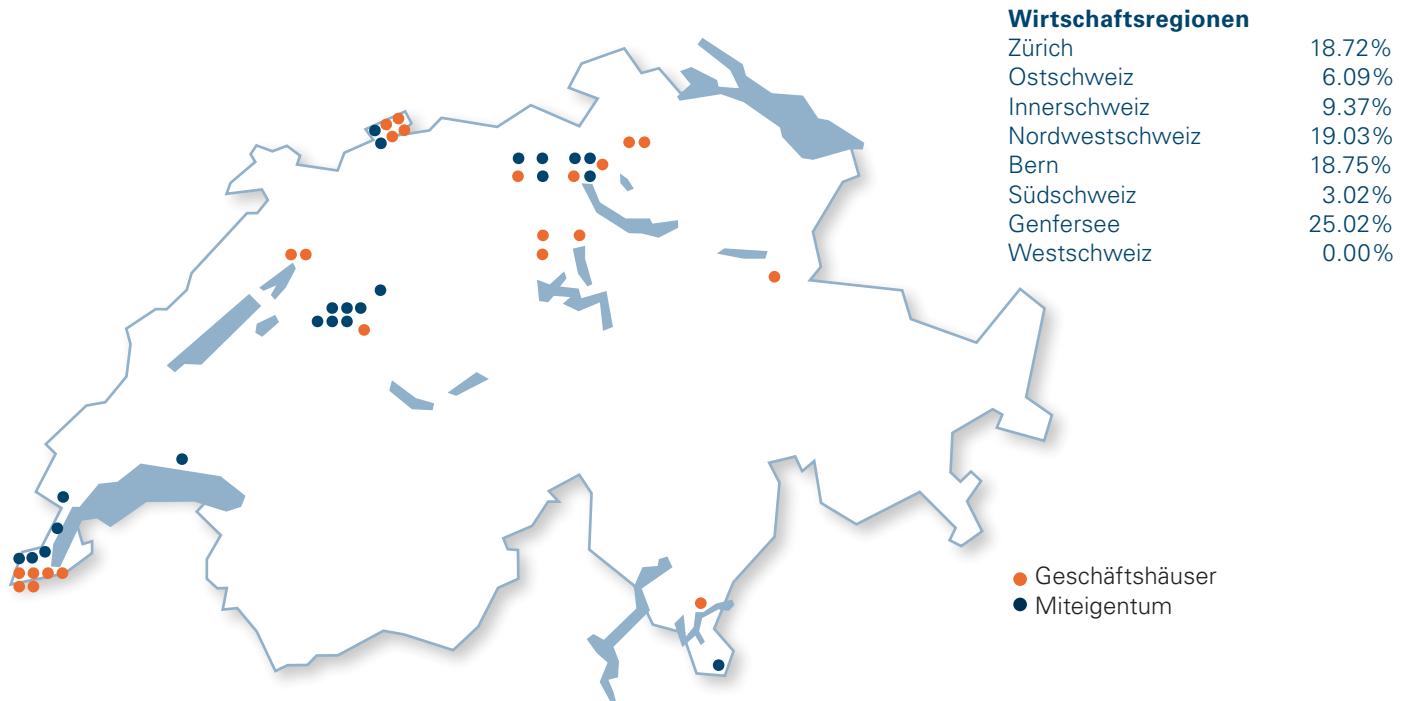 Wirtschaftsregionen
Zürich 18.72%
Ostschweiz 6.09%
Innerschweiz 9.37%
Nordwestschweiz 19.03%
Bern 18.75%
Südschweiz 3.02%
Genfersee 25.02%
Westschweiz 0.00%
Geschäftshäuser
Miteigentum